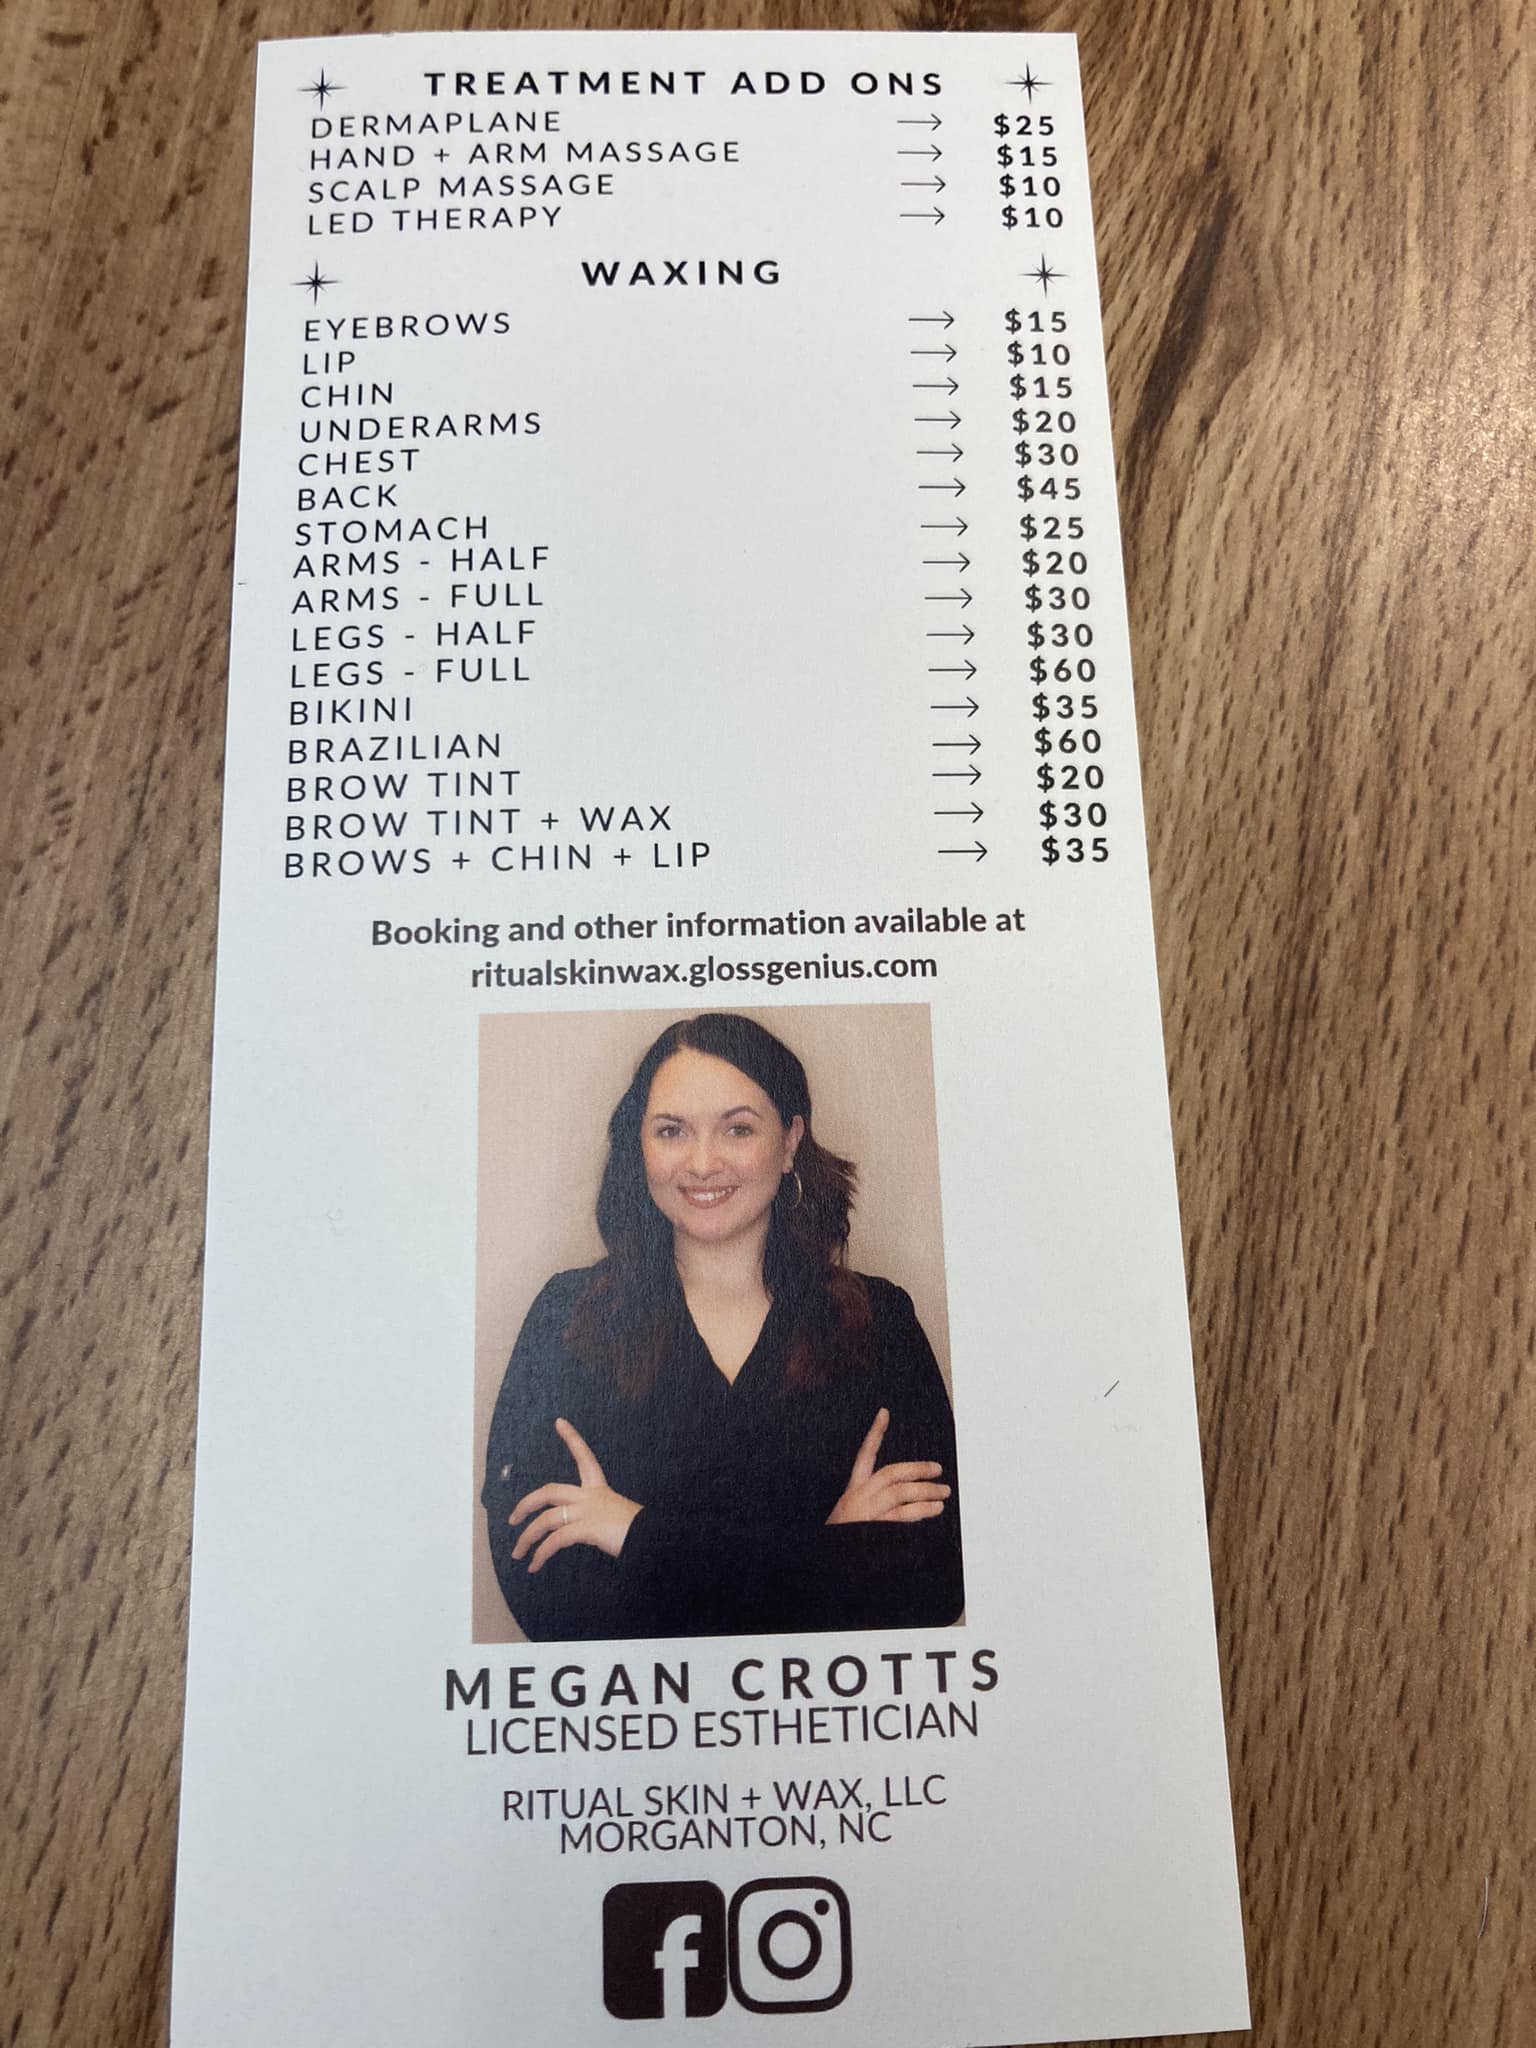 TREATMENT ADD ONS
DERMAPLANE → $25
HAND + ARM MASSAGE → $15
SCALP MASSAGE → $10
LED THERAPY → $10
WAXING
EYEBROWS → $15
LIP → $10
CHIN → $15
UNDERARMS → $20
CHEST → $30
BACK → $45
STOMACH → $25
ARMS - HALF → $20
ARMS - FULL → $30
LEGS - HALF → $30
LEGS - FULL → $60
BIKINI → $35
BRAZILIAN → $60
BROW TINT → $20
BROW TINT + WAX → $30
BROWS + CHIN + LIP → $35
Booking and other information available at
ritualskinwax.glossgenius.com
MEGAN CROTTS
LICENSED ESTHETICIAN
RITUAL SKIN + WAX, LLC
MORGANTON, NC